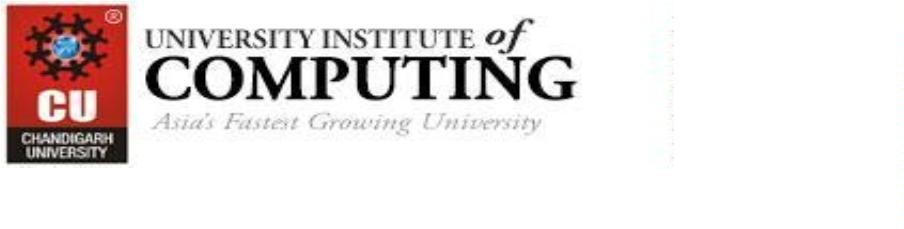 ®
CU
CHANDIGARH
UNIVERSITY
UNIVERSITY INSTITUTE of
COMPUTING
Asia's Fastest Growing University